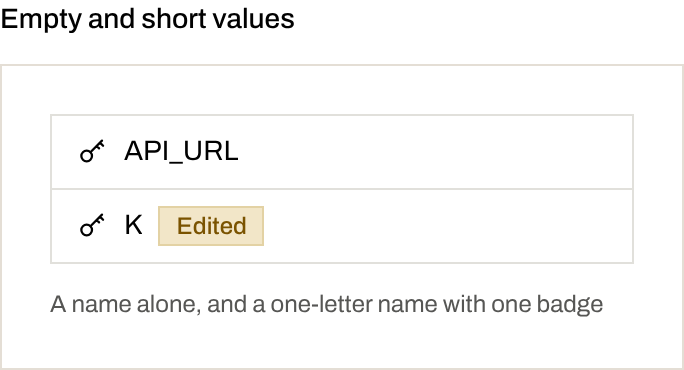 Empty and short values
API_URL
K Edited
A name alone, and a one-letter name with one badge